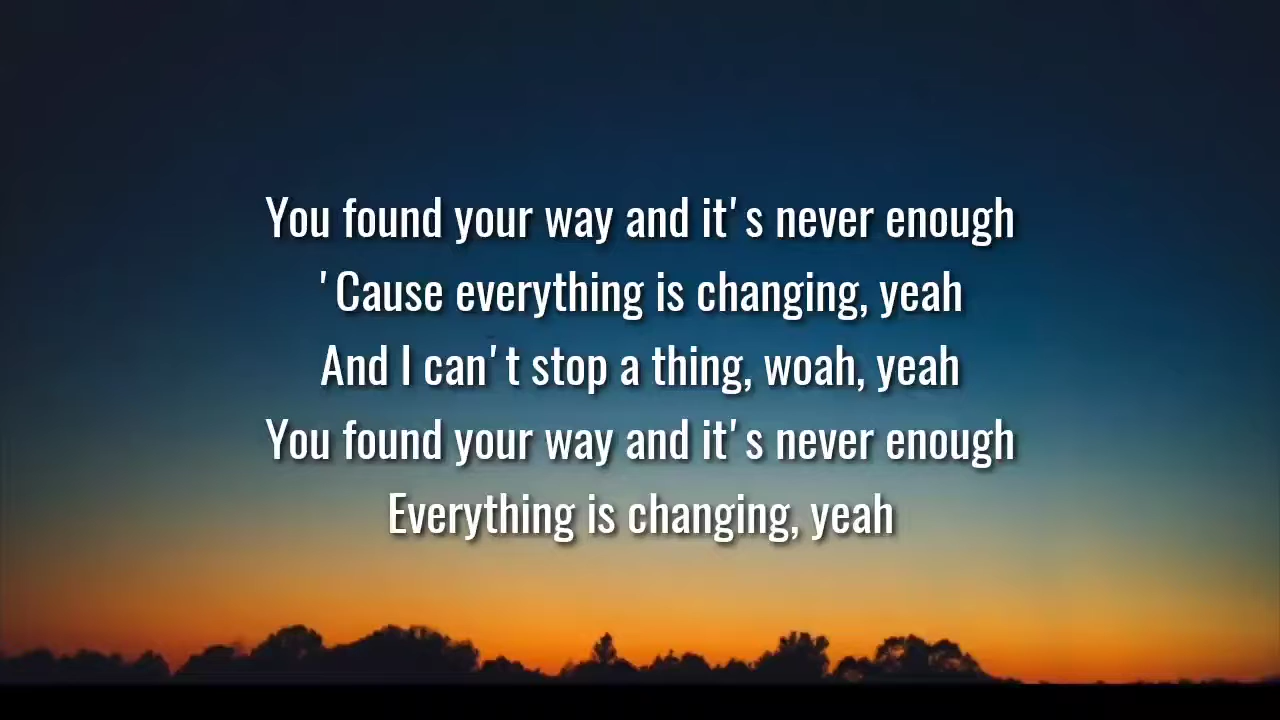 You found your way and it's never enough
'Cause everything is changing, yeah
And I can't stop a thing, woah, yeah
You found your way and it's never enough
Everything is changing, yeah